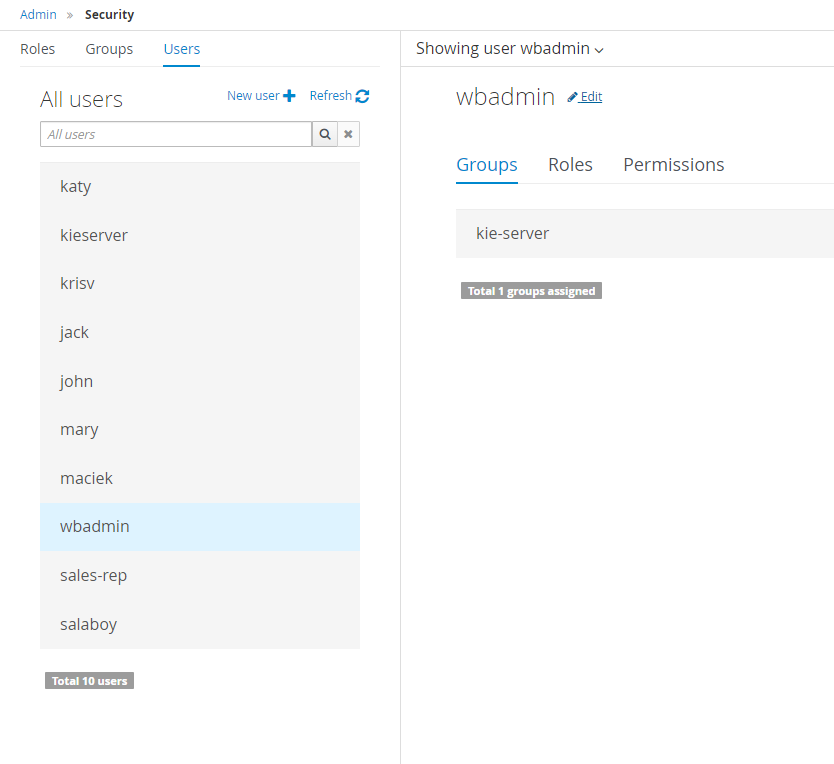 Admin » Security
Roles Groups Users
All users
New user Refresh
All users
katy
kieserver
krisv
jack
john
mary
maciek
wbadmin
sales-rep
salaboy
Total 10 users
Showing user wbadmin
wbadmin Edit
Groups Roles Permissions
kie-server
Total 1 groups assigned